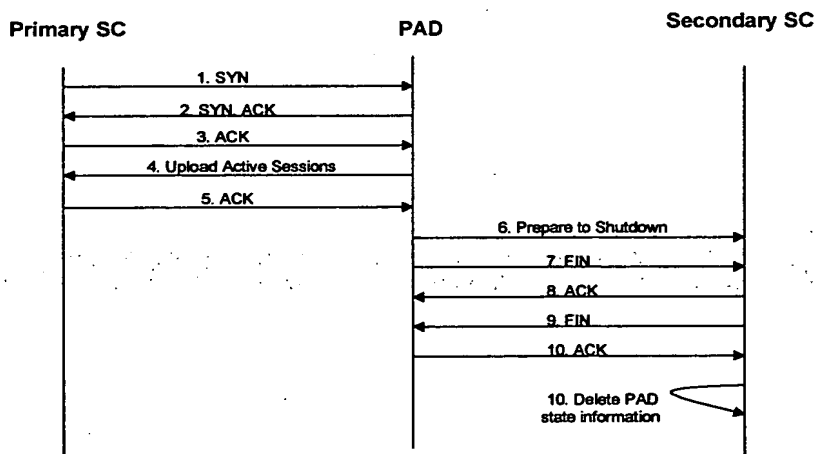 Primary SC
PAD
Secondary SC
1. SYN
2. SYN, ACK
3. ACK
4. Upload Active Sessions
5. ACK
6. Prepare to Shutdown
7. FIN
8. ACK
9. FIN
10. ACK
10. Delete PAD
state information